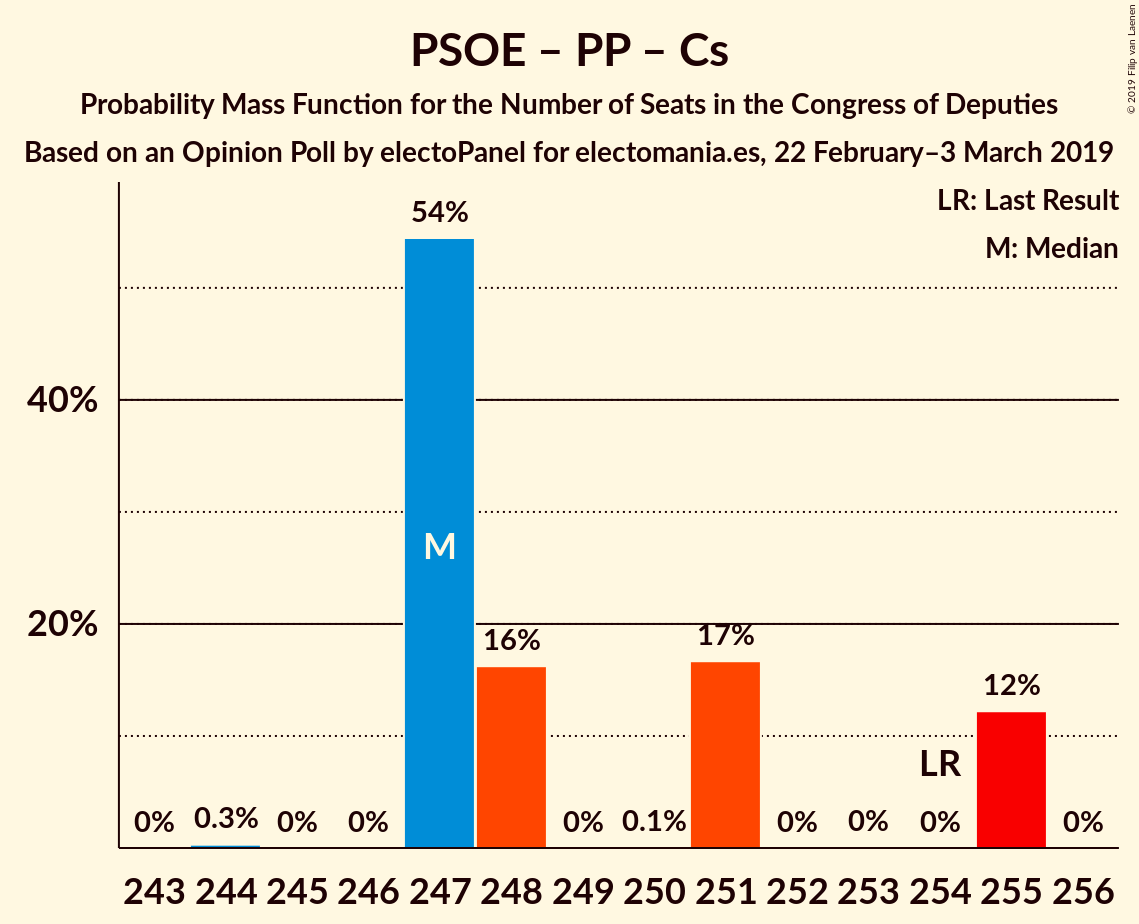 PSOE – PP – Cs
Probability Mass Function for the Number of Seats in the Congress of Deputies
Based on an Opinion Poll by electoPanel for electomania.es, 22 February–3 March 2019
© 2019 Filip van Laenen
LR: Last Result
M: Median
54%
40%
M
20%
16%
17%
12%
LR
0%
0.3%
0%
0%
0%
0.1%
0%
0%
0%
0%
243 244 245 246 247 248 249 250 251 252 253 254 255 256